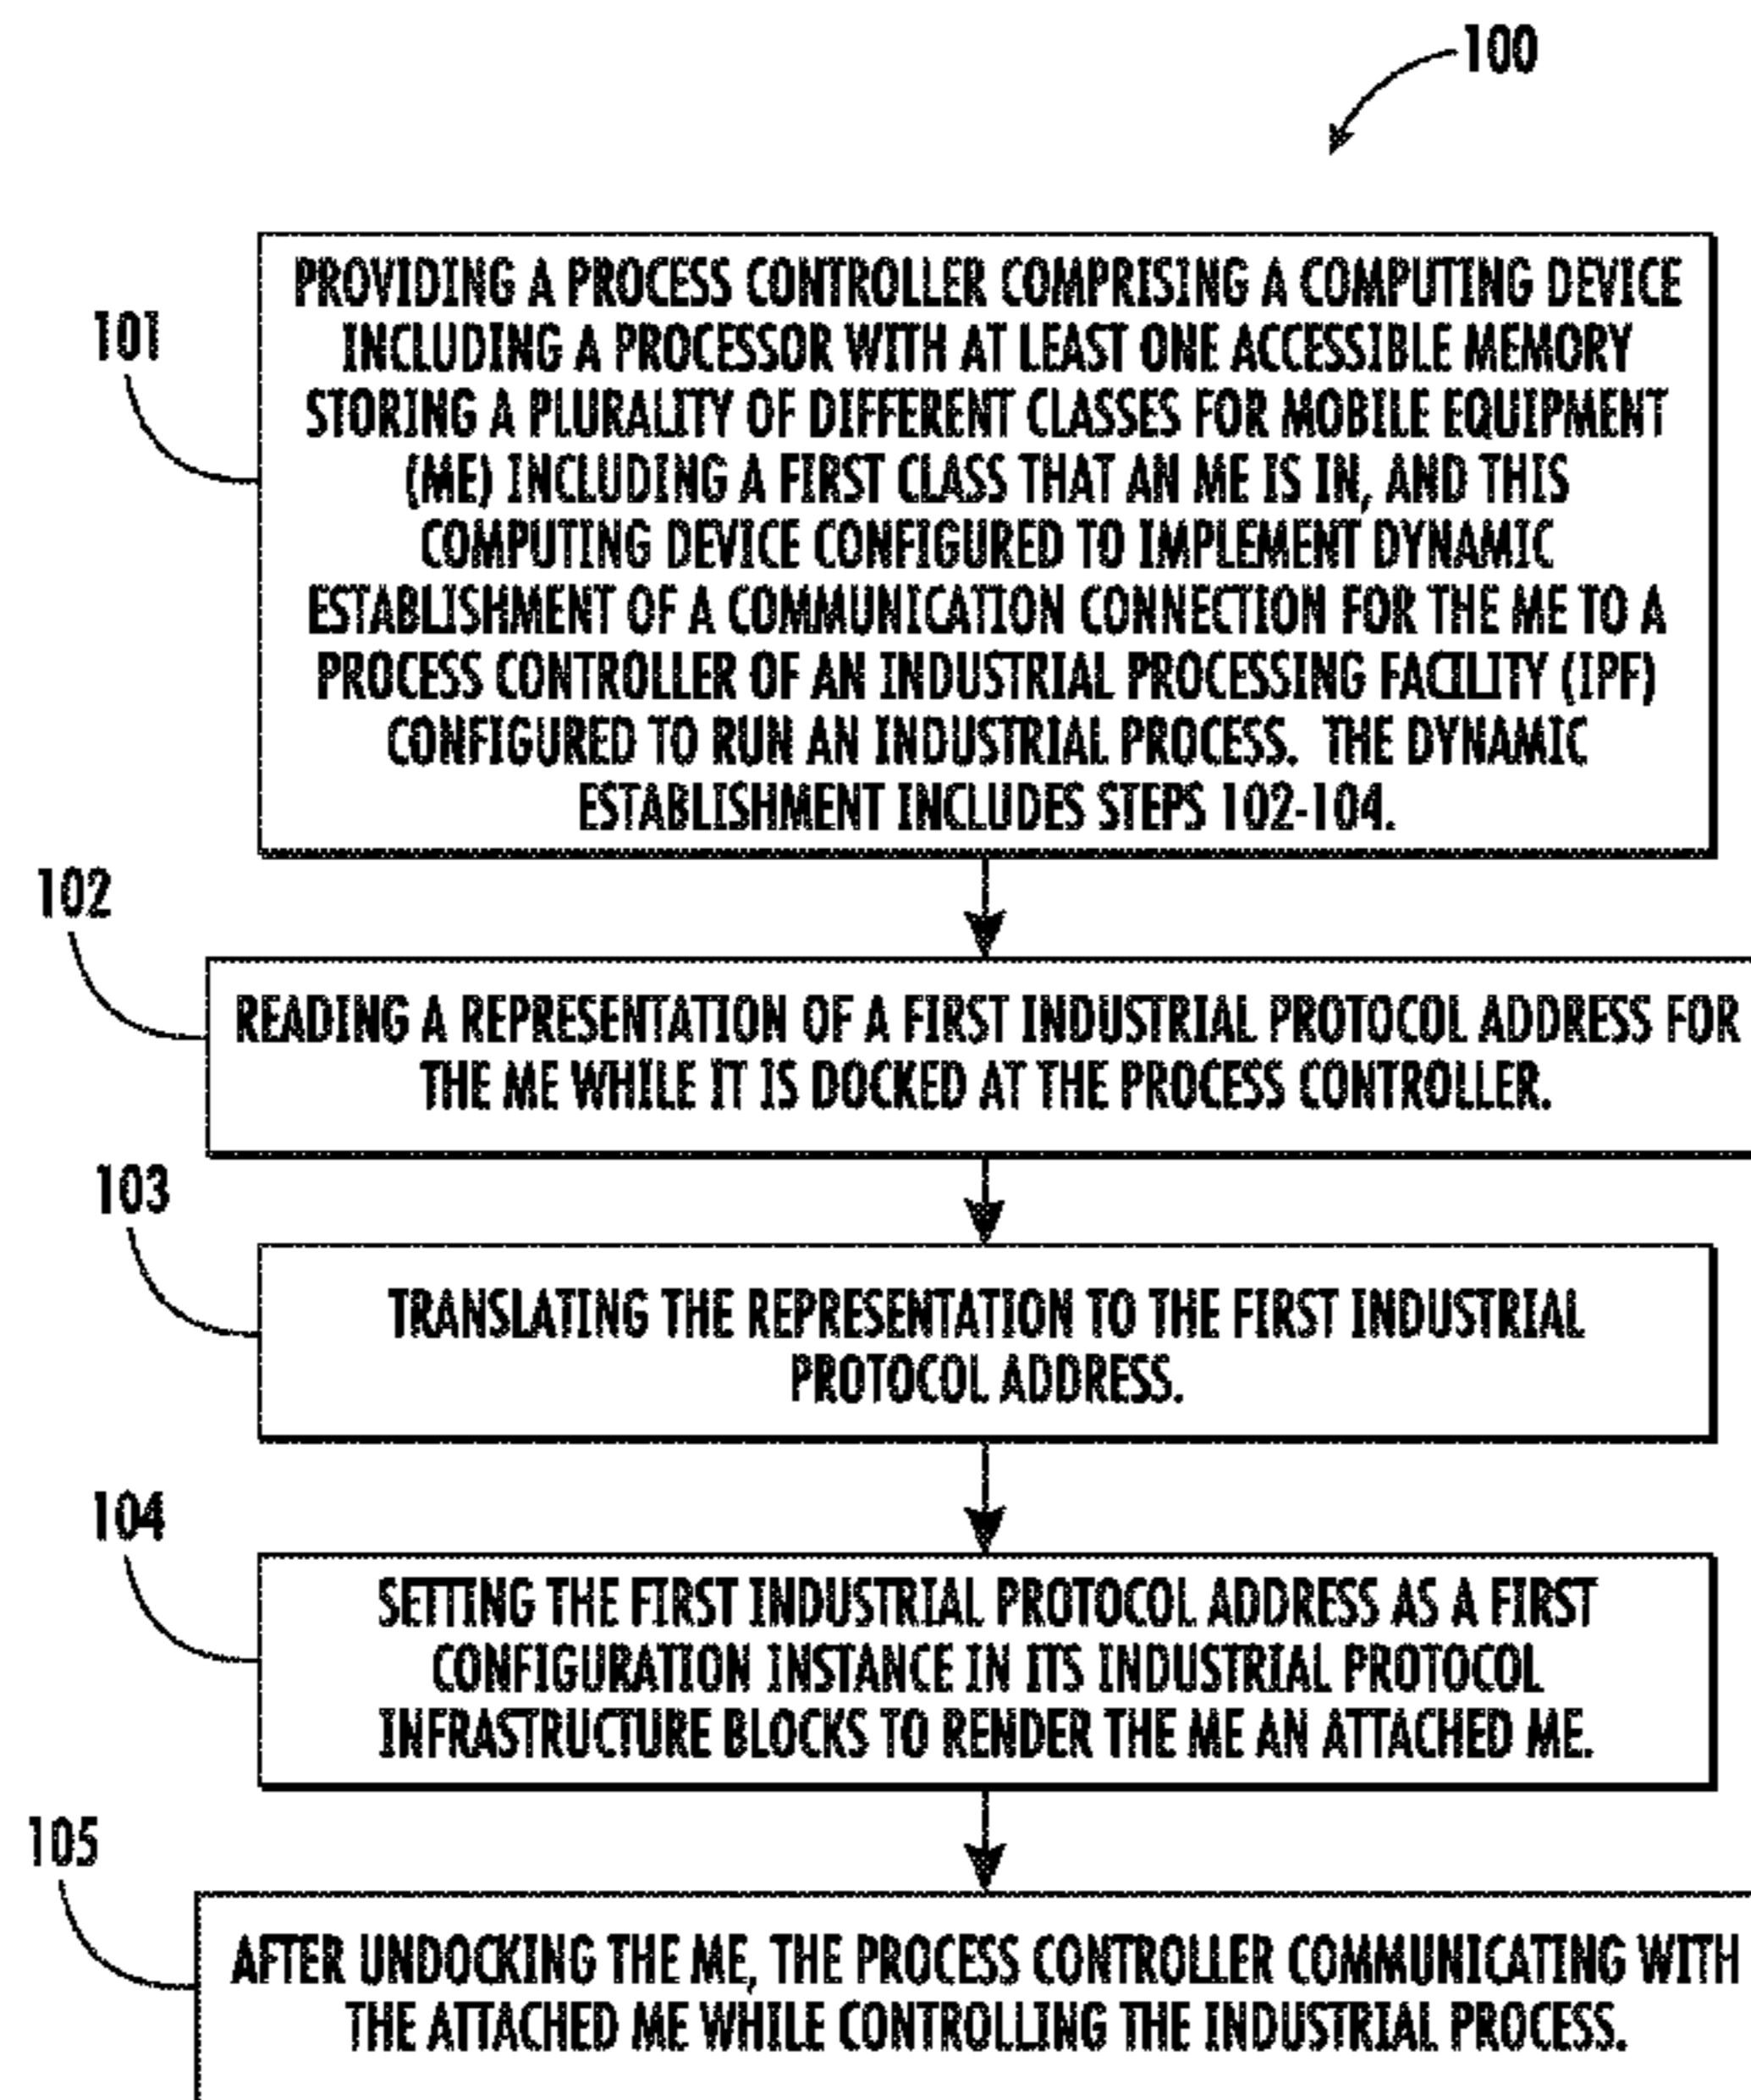 100
101
PROVIDING A PROCESS CONTROLLER COMPRISING A COMPUTING DEVICE
INCLUDING A PROCESSOR WITH AT LEAST ONE ACCESSIBLE MEMORY
STORING A PLURALITY OF DIFFERENT CLASSES FOR MOBILE EQUIPMENT
(ME) INCLUDING A FIRST CLASS THAT AN ME IS IN, AND THIS
COMPUTING DEVICE CONFIGURED TO IMPLEMENT DYNAMIC
ESTABLISHMENT OF A COMMUNICATION CONNECTION FOR THE ME TO A
PROCESS CONTROLLER OF AN INDUSTRIAL PROCESSING FACILITY (IPF)
CONFIGURED TO RUN AN INDUSTRIAL PROCESS. THE DYNAMIC
ESTABLISHMENT INCLUDES STEPS 102-104.
102
READING A REPRESENTATION OF A FIRST INDUSTRIAL PROTOCOL ADDRESS FOR
THE ME WHILE IT IS DOCKED AT THE PROCESS CONTROLLER.
103
TRANSLATING THE REPRESENTATION TO THE FIRST INDUSTRIAL
PROTOCOL ADDRESS.
104
SETTING THE FIRST INDUSTRIAL PROTOCOL ADDRESS AS A FIRST
CONFIGURATION INSTANCE IN ITS INDUSTRIAL PROTOCOL
INFRASTRUCTURE BLOCKS TO RENDER THE ME AN ATTACHED ME.
105
AFTER UNDOCKING THE ME, THE PROCESS CONTROLLER COMMUNICATING WITH
THE ATTACHED ME WHILE CONTROLLING THE INDUSTRIAL PROCESS.